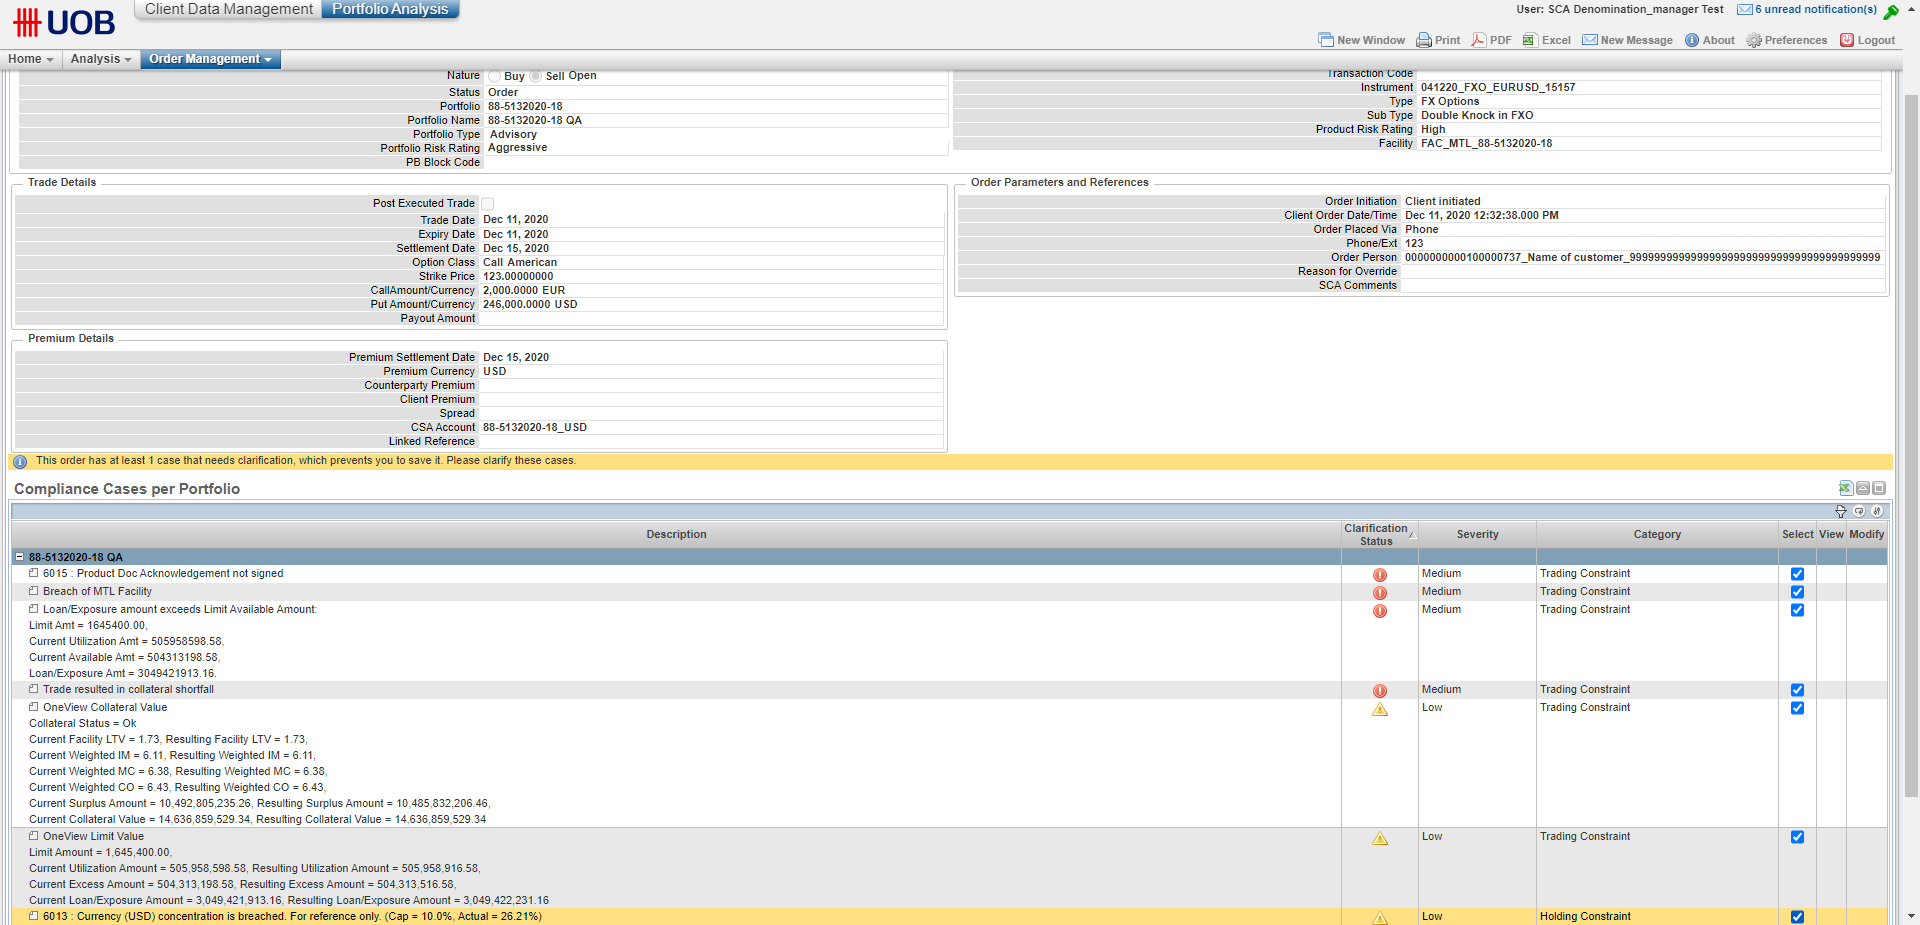 UOB
Client Data Management
Portfolio Analysis
User: SCA Denomination_manager Test
6 unread notification(s)
New Window
Print
PDF
Excel
New Message
About
Preferences
Logout
Home
Analysis
Order Management
Nature Buy Sell Open
Status Order
Portfolio 88-5132020-18
Portfolio Name 88-5132020-18 QA
Portfolio Type Advisory
Portfolio Risk Rating Aggressive
PB Block Code
Transaction Code
Instrument 041220_FXO_EURUSD_15157
Type FX Options
Sub Type Double Knock in FXO
Product Risk Rating High
Facility FAC_MTL_88-5132020-18
Trade Details
Post Executed Trade
Trade Date Dec 11, 2020
Expiry Date Dec 11, 2020
Settlement Date Dec 15, 2020
Option Class Call American
Strike Price 123.00000000
CallAmount/Currency 2,000.0000 EUR
Put Amount/Currency 246,000.0000 USD
Payout Amount
Order Parameters and References
Order Initiation Client initiated
Client Order Date/Time Dec 11, 2020 12:32:38.000 PM
Order Placed Via Phone
Phone/Ext 123
Order Person
Reason for Override
SCA Comments
Premium Details
Premium Settlement Date Dec 15, 2020
Premium Currency USD
Counterparty Premium
Client Premium
Spread
CSA Account 88-5132020-18_USD
Linked Reference
This order has at least 1 case that needs clarification, which prevents you to save it. Please clarify these cases.
Compliance Cases per Portfolio
Description Clarification Status Severity Category Select View Modify
88-5132020-18 QA
6015 : Product Doc Acknowledgement not signed Medium Trading Constraint
Breach of MTL Facility Medium Trading Constraint
Loan/Exposure amount exceeds Limit Available Amount: Medium Trading Constraint
Limit Amt = 1645400.00,
Current Utilization Amt = 505958598.58,
Current Available Amt = 504313198.58,
Loan/Exposure Amt = 3049421913.16.
Trade resulted in collateral shortfall Medium Trading Constraint
OneView Collateral Value Low Trading Constraint
Collateral Status = Ok
Current Facility LTV = 1.73, Resulting Facility LTV = 1.73,
Current Weighted IM = 6.11, Resulting Weighted IM = 6.11,
Current Weighted MC = 6.38, Resulting Weighted MC = 6.38,
Current Weighted CO = 6.43, Resulting Weighted CO = 6.43,
Current Surplus Amount = 10,492,805,235.26, Resulting Surplus Amount = 10,485,832,206.46,
Current Collateral Value = 14,636,859,529.34, Resulting Collateral Value = 14,636,859,529.34
OneView Limit Value Low Trading Constraint
Limit Amount = 1,645,400.00,
Current Utilization Amount = 505,958,598.58, Resulting Utilization Amount = 505,958,916.58,
Current Excess Amount = 504,313,198.58, Resulting Excess Amount = 504,313,516.58,
Current Loan/Exposure Amount = 3,049,421,913.16, Resulting Loan/Exposure Amount = 3,049,422,231.16
6013 : Currency (USD) concentration is breached. For reference only. (Cap = 10.0%, Actual = 26.21%) Low Holding Constraint